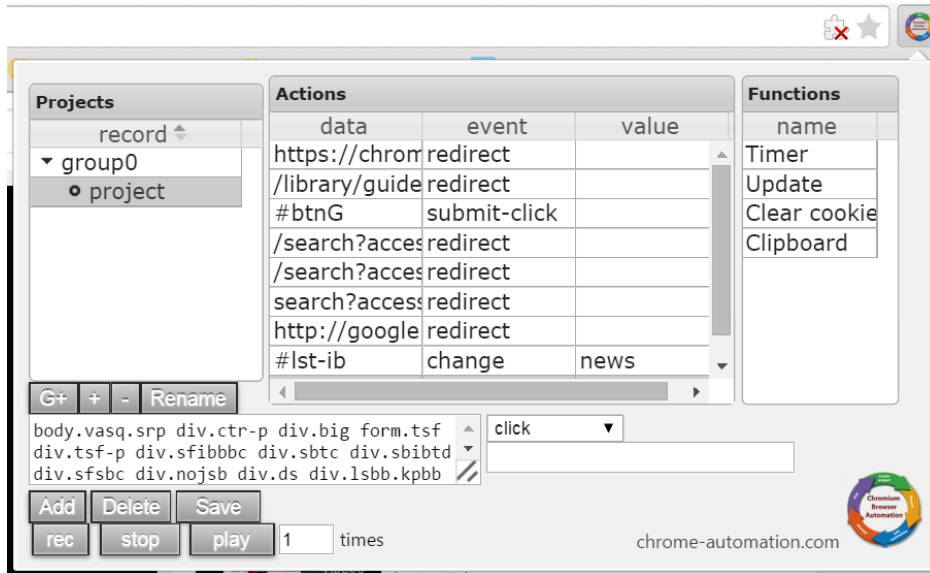 Projects
record
group0
project
G+ + - Rename
Actions
data event value
https://chrom redirect
/library/guide redirect
#btnG submit-click
/search?acces redirect
/search?acces redirect
search?access redirect
http://google redirect
#lst-ib change news
Functions
name
Timer
Update
Clear cookie
Clipboard
body.vasq.srp div.ctr-p div.big form.tsf
div.tsf-p div.sfibbbc div.sbtc div.sbibtd
div.sfsbc div.nojsb div.ds div.lsbb.kpbb
click
Add Delete Save
rec stop play 1 times
chrome-automation.com
Chromium
Browser
Automation